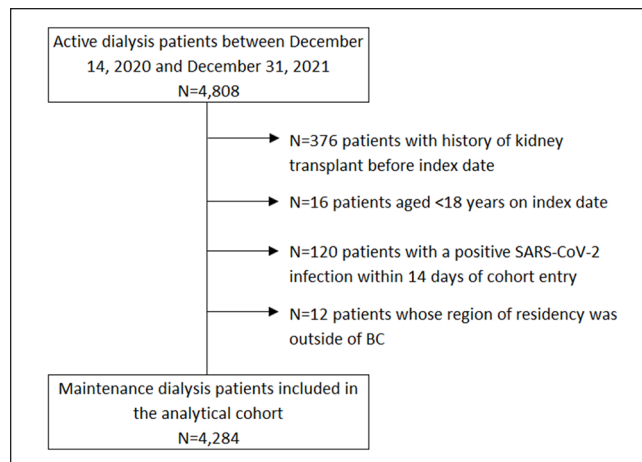 Active dialysis patients between December
14, 2020 and December 31, 2021
N=4,808
N=376 patients with history of kidney
transplant before index date
N=16 patients aged <18 years on index date
N=120 patients with a positive SARS-CoV-2
infection within 14 days of cohort entry
N=12 patients whose region of residency was
outside of BC
Maintenance dialysis patients included in
the analytical cohort
N=4,284